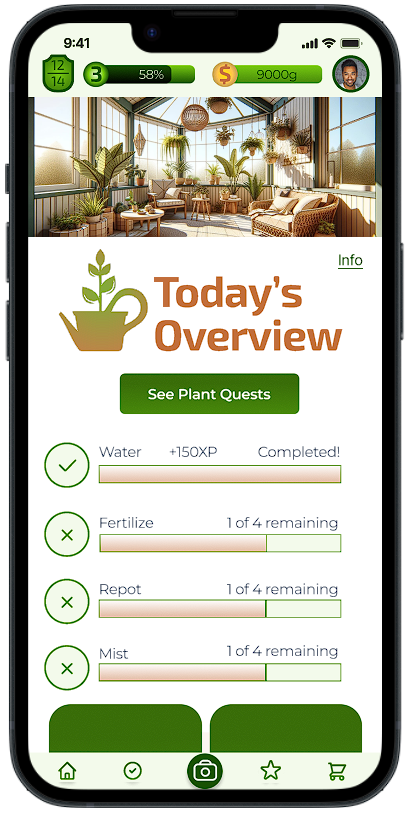 9:41
12
14
3
58%
$
9000g
Info
Today's
Overview
See Plant Quests
Water +150XP Completed!
Fertilize 1 of 4 remaining
Repot 1 of 4 remaining
Mist 1 of 4 remaining